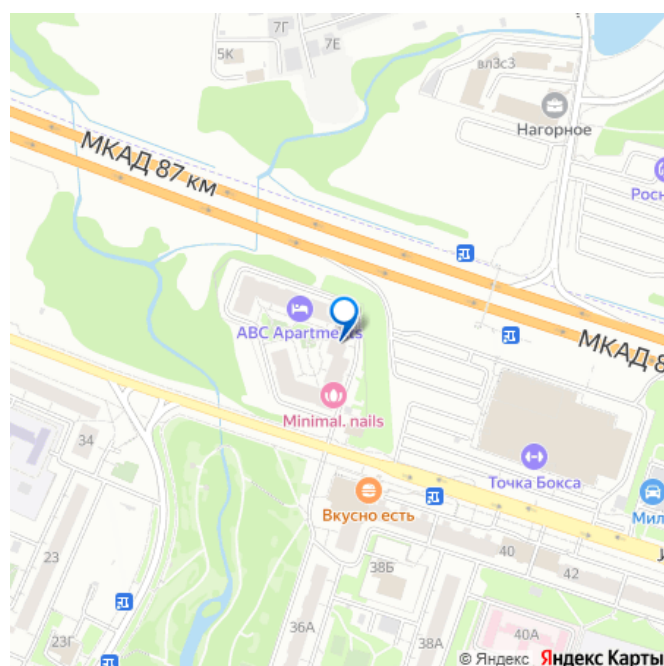 7Г
7Е
5К
вл3с3
Нагорное
МКАД 87 км
Росн
ABC Apartments
МКАД 8
Minimal. nails
34
Точка Бокса
Вкусно есть
Мил
23
38Б
40
42
23Г
36А
38А
40А
© Яндекс Яндекс Карты